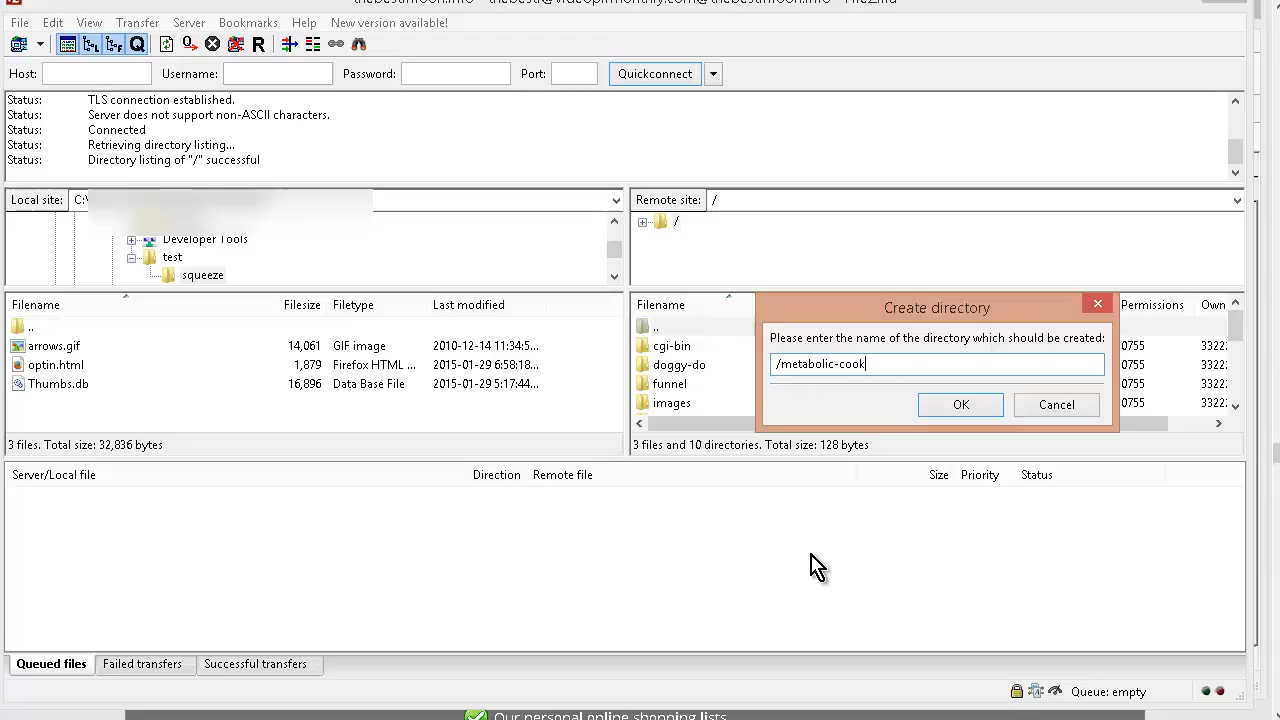 File Edit View Transfer Server Bookmarks Help New version available!
Host: Username: Password: Port: Quickconnect
Status: TLS connection established.
Status: Server does not support non-ASCII characters.
Status: Connected
Status: Retrieving directory listing...
Status: Directory listing of "/" successful
Local site: C:\
Remote site: /
Developer Tools
test
squeeze
/
Filename Filesize Filetype Last modified
..
arrows.gif 14,061 GIF image 2010-12-14 11:34:5...
optin.html 1,879 Firefox HTML ... 2015-01-29 6:58:18...
Thumbs.db 16,896 Data Base File 2015-01-29 5:17:44...
3 files. Total size: 32,836 bytes
Filename Permissions Own
..
cgi-bin 0755 3322
doggy-do 0755 3322
funnel 0755 3322
images 0755 3322
3 files and 10 directories. Total size: 128 bytes
Create directory
Please enter the name of the directory which should be created:
/metabolic-cook
OK Cancel
Server/Local file Direction Remote file Size Priority Status
Queued files Failed transfers Successful transfers
Queue: empty
Our personal online shopping lists